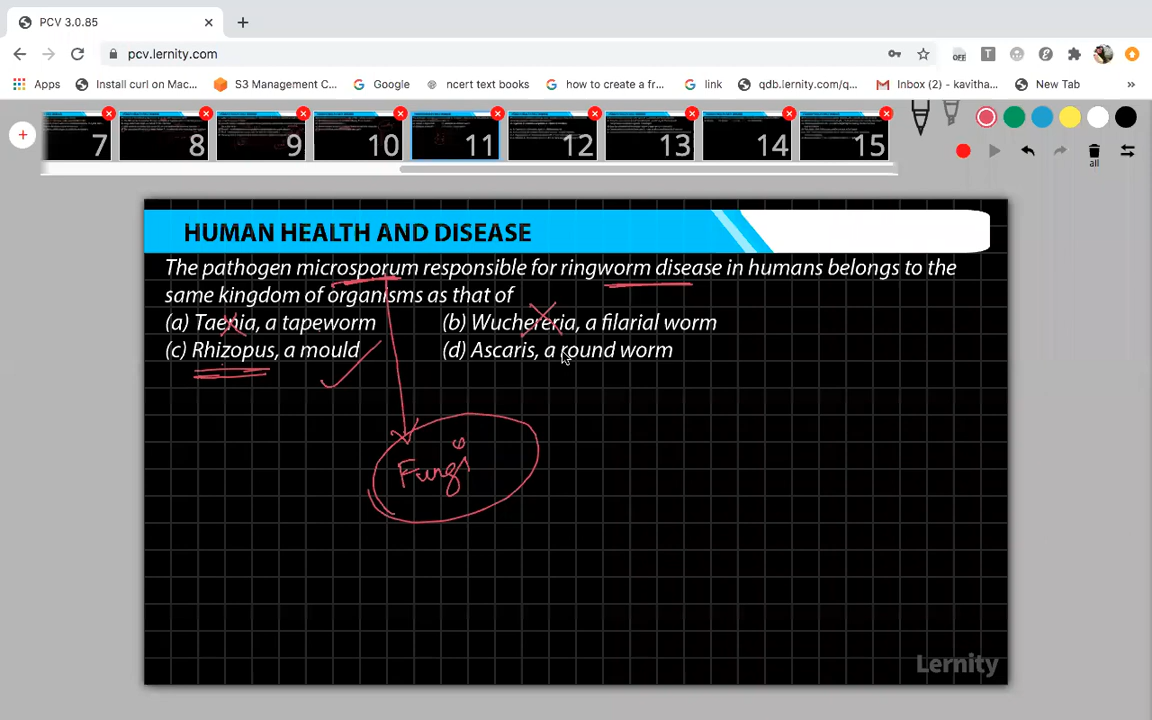 PCV 3.0.85
pcv.lernity.com
OFF T
Apps Install curl on Mac... S3 Management C... Google ncert text books how to create a fr... link qdb.lernity.com/q... Inbox (2) - kavitha... New Tab »
7 8 9 10 11 12 13 14 15
all
HUMAN HEALTH AND DISEASE
The pathogen microsporum responsible for ringworm disease in humans belongs to the
same kingdom of organisms as that of
(a) Taenia, a tapeworm (b) Wuchereria, a filarial worm
(c) Rhizopus, a mould (d) Ascaris, a round worm
Fungi
Lernity